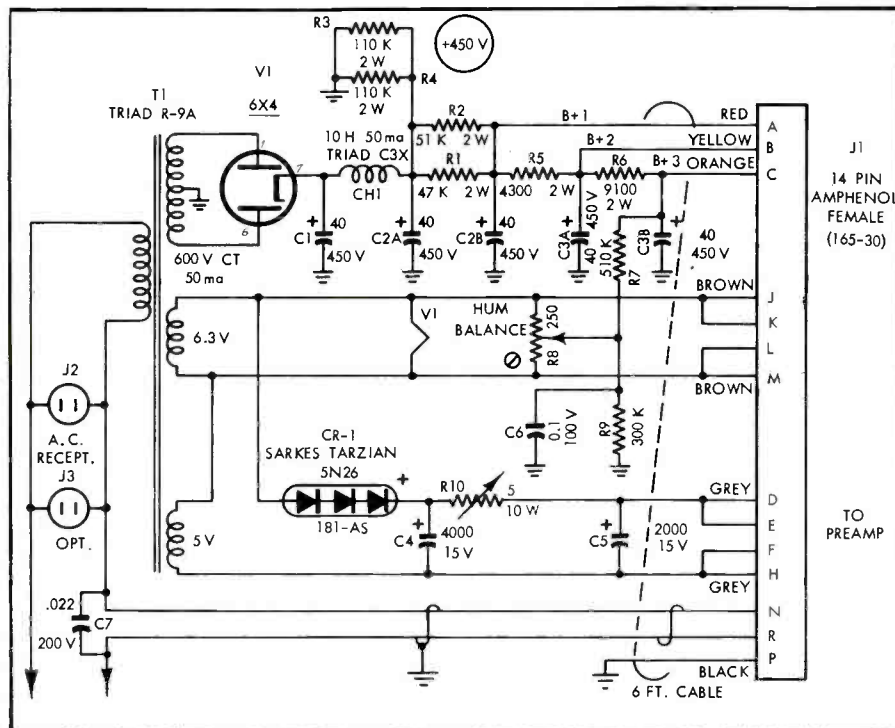 R3
110 K
2 W
+450 V
110 K
2 W
R4
V1
6X4
T1
TRIAD R-9A
1
7
6
600 V CT
50 ma
10 H 50 ma
TRIAD C3X
CH1
R2
51 K 2 W
R1
47 K 2 W
R5
4300 2 W
R6
9100
2 W
B+1
B+2
B+3
RED
YELLOW
ORANGE
A
B
C
J1
14 PIN
AMPHENOL
FEMALE
(165-30)
+
40
C1
450 V
+
40
C2A
450 V
+
40
C2B
450 V
+
C3A
40
450 V
510 K
R7
+
C3B
40
450 V
6.3 V
V1
HUM
BALANCE
250
R8
BROWN
J
K
L
M
BROWN
J2
A.C.
RECEPT.
J3
OPT.
C6
0.1
100 V
R9
300 K
CR-1
SARKES TARZIAN
5N26
+
181-AS
R10
5
10 W
+
C4
4000
15 V
+
C5
2000
15 V
GREY
D
E
F
H
GREY
5 V
TO
PREAMP
.022
C7
200 V
N
R
P
BLACK
6 FT. CABLE